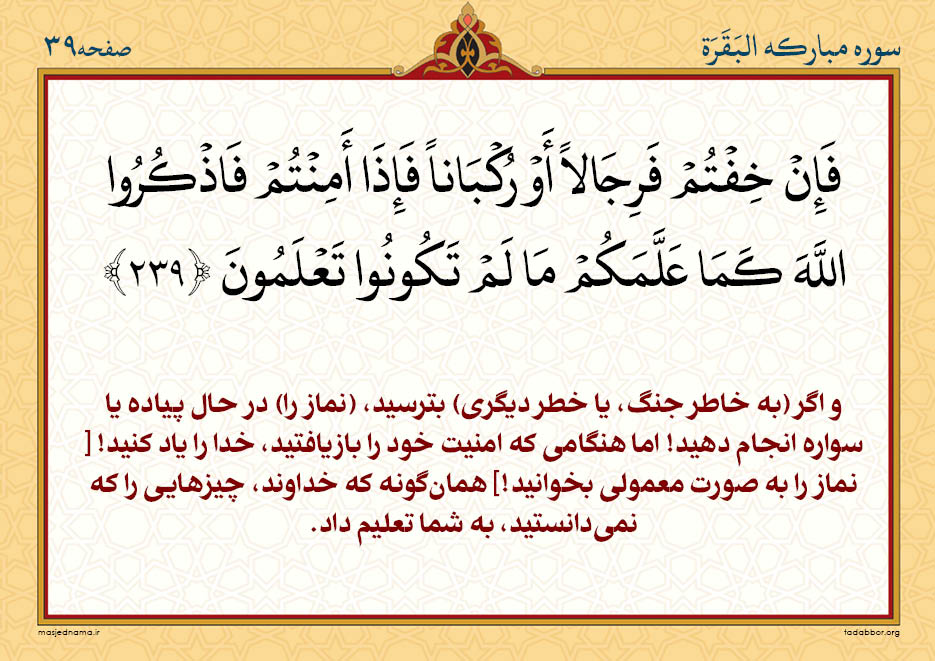 سوره مبارکه البَقَرَة
صفحه۳۹
فَإِنْ خِفْتُمْ فَرِجَالاً أَوْ رُكْبَاناً فَإِذَا أَمِنْتُمْ فَاذْكُرُوا
اللَّهَ كَمَا عَلَّمَكُمْ مَا لَمْ تَكُونُوا تَعْلَمُونَ ﴿۲۳۹﴾
و اگر (به خاطر جنگ، یا خطر دیگری) بترسید، (نماز را) در حال پیاده یا
سواره انجام دهید! اما هنگامی که امنیت خود را بازیافتید، خدا را یاد کنید! [
نماز را به صورت معمولی بخوانید!] همان‌گونه که خداوند، چیزهایی را که
نمی‌دانستید، به شما تعلیم داد.
masjednama.ir
tadabbor.org